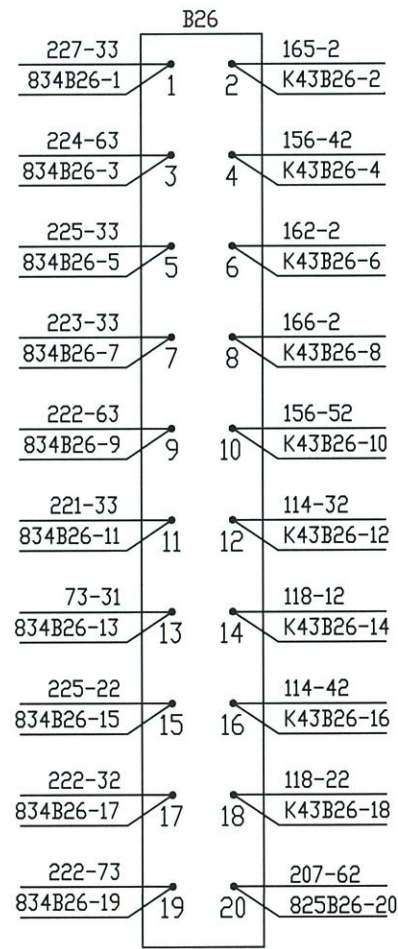 B26
227-33 165-2
834B26-1 1 2 K43B26-2
224-63 156-42
834B26-3 3 4 K43B26-4
225-33 162-2
834B26-5 5 6 K43B26-6
223-33 166-2
834B26-7 7 8 K43B26-8
222-63 156-52
834B26-9 9 10 K43B26-10
221-33 114-32
834B26-11 11 12 K43B26-12
73-31 118-12
834B26-13 13 14 K43B26-14
225-22 114-42
834B26-15 15 16 K43B26-16
222-32 118-22
834B26-17 17 18 K43B26-18
222-73 207-62
834B26-19 19 20 825B26-20